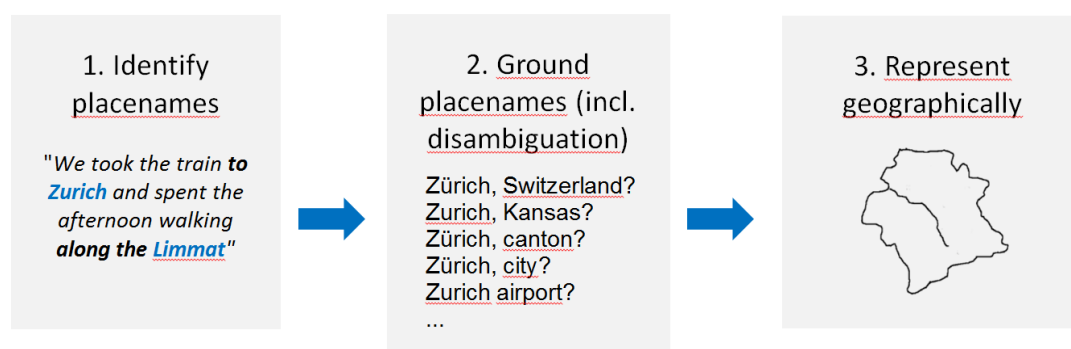 1. Identify
placenames
"We took the train to
Zurich and spent the
afternoon walking
along the Limmat"
2. Ground
placenames (incl.
disambiguation)
Zürich, Switzerland?
Zurich, Kansas?
Zürich, canton?
Zürich, city?
Zurich airport?
...
3. Represent
geographically